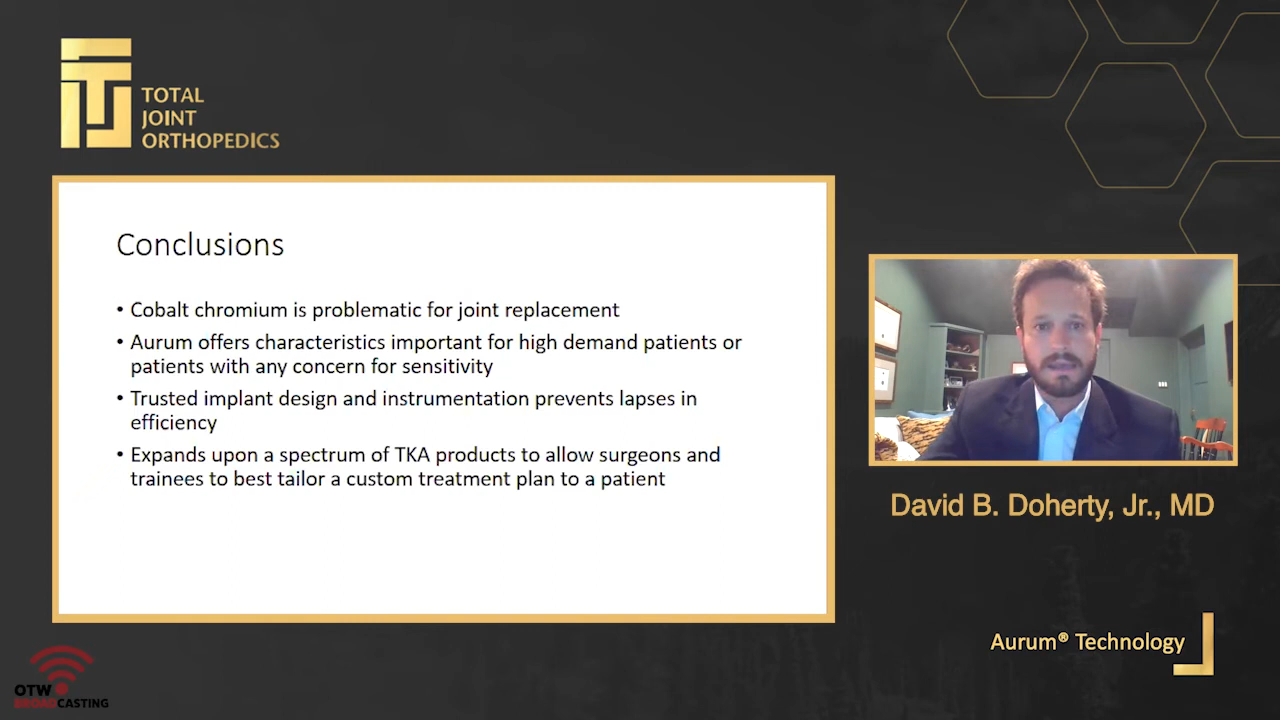 TOTAL
JOINT
ORTHOPEDICS
Conclusions
• Cobalt chromium is problematic for joint replacement
• Aurum offers characteristics important for high demand patients or
patients with any concern for sensitivity
• Trusted implant design and instrumentation prevents lapses in
efficiency
• Expands upon a spectrum of TKA products to allow surgeons and
trainees to best tailor a custom treatment plan to a patient
David B. Doherty, Jr., MD
Aurum® Technology
OTW
BROADCASTING